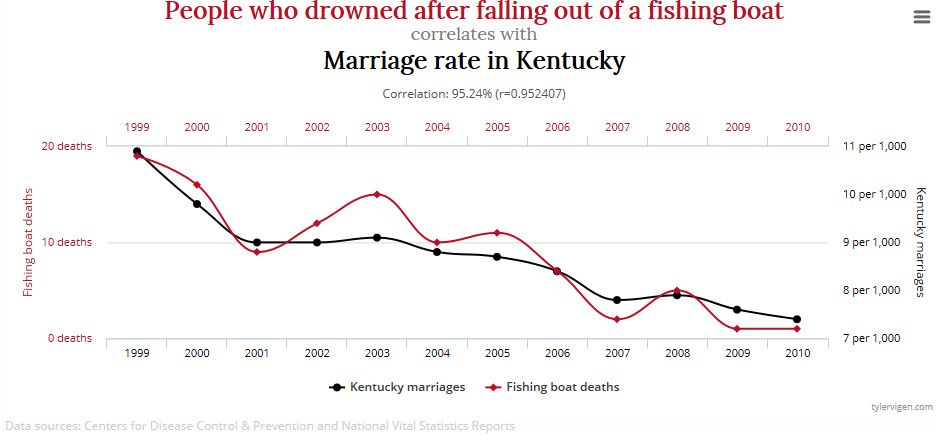 People who drowned after falling out of a fishing boat
correlates with
Marriage rate in Kentucky
Correlation: 95.24% (r=0.952407)
1999 2000 2001 2002 2003 2004 2005 2006 2007 2008 2009 2010
20 deaths
10 deaths
0 deaths
Fishing boat deaths
11 per 1,000
10 per 1,000
9 per 1,000
8 per 1,000
7 per 1,000
Kentucky marriages
1999 2000 2001 2002 2003 2004 2005 2006 2007 2008 2009 2010
Kentucky marriages Fishing boat deaths
tylervigen.com
Data sources: Centers for Disease Control & Prevention and National Vital Statistics Reports